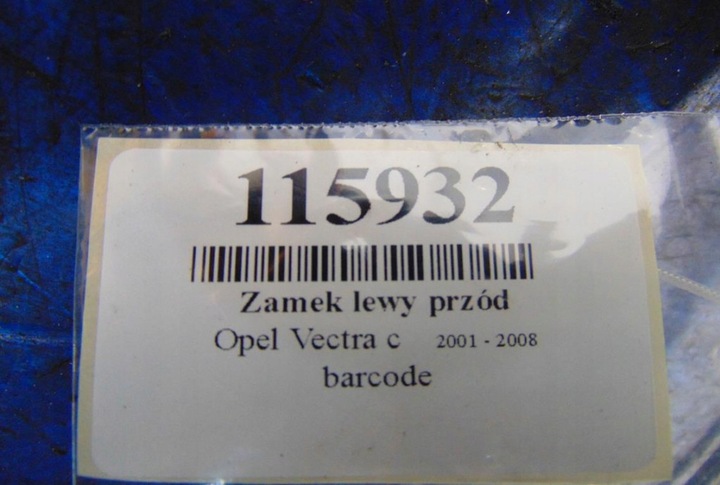 115932
Zamek lewy przód
Opel Vectra c 2001 - 2008
barcode